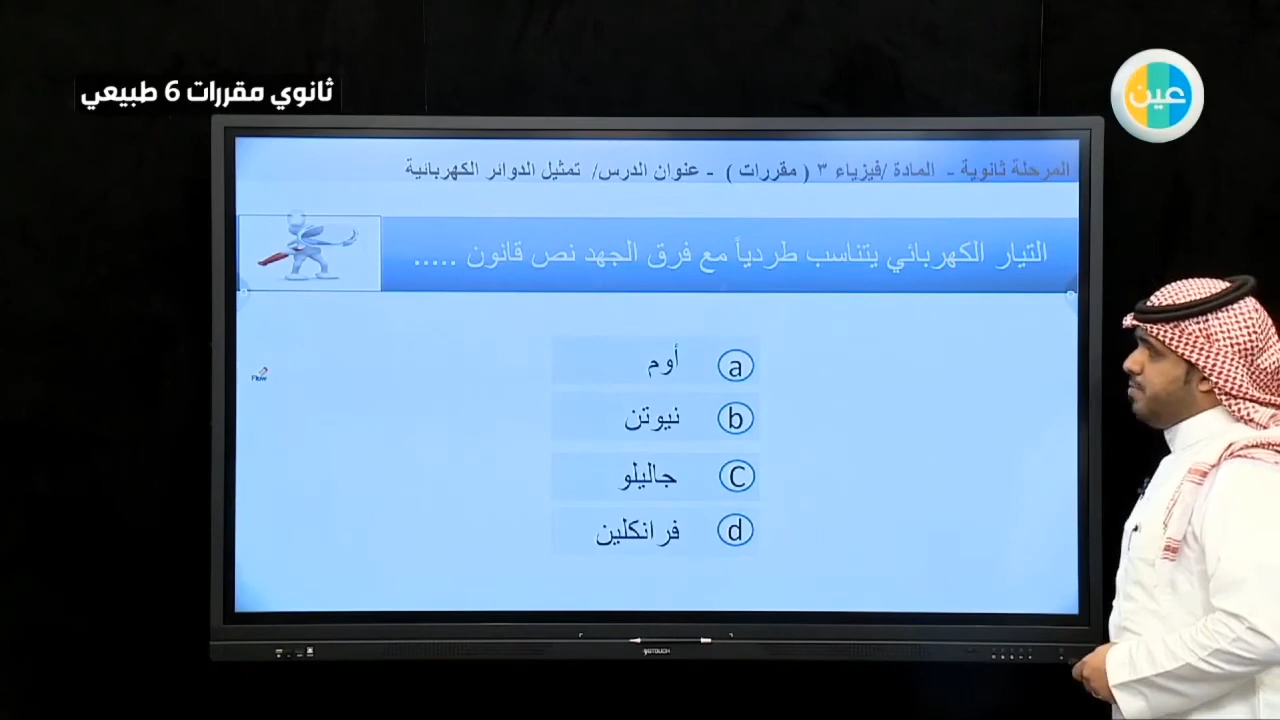 ثانوي مقررات 6 طبيعي
عين
المرحلة ثانوية - المادة /فيزياء ٣ ( مقررات ) - عنوان الدرس/ تمثيل الدوائر الكهربائية
التيار الكهربائي يتناسب طردياً مع فرق الجهد نص قانون .....
a أوم
b نيوتن
C جاليلو
d فرانكلين
Flow